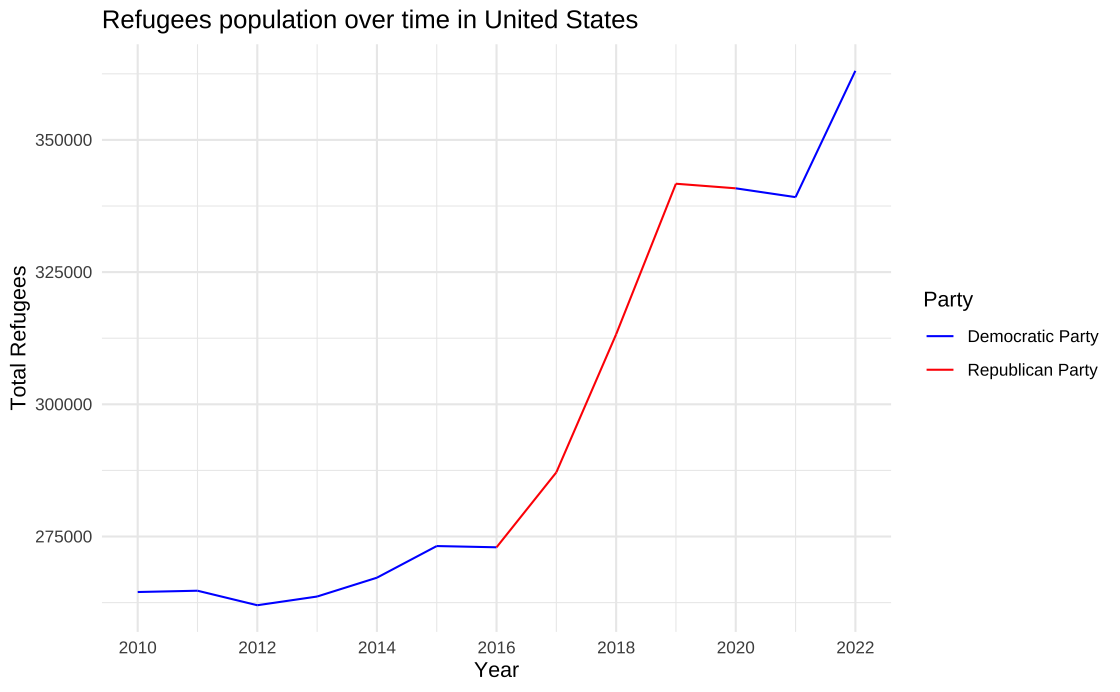 Refugees population over time in United States
350000
325000
300000
275000
Total Refugees
2010 2012 2014 2016 2018 2020 2022
Year
Party
Democratic Party
Republican Party